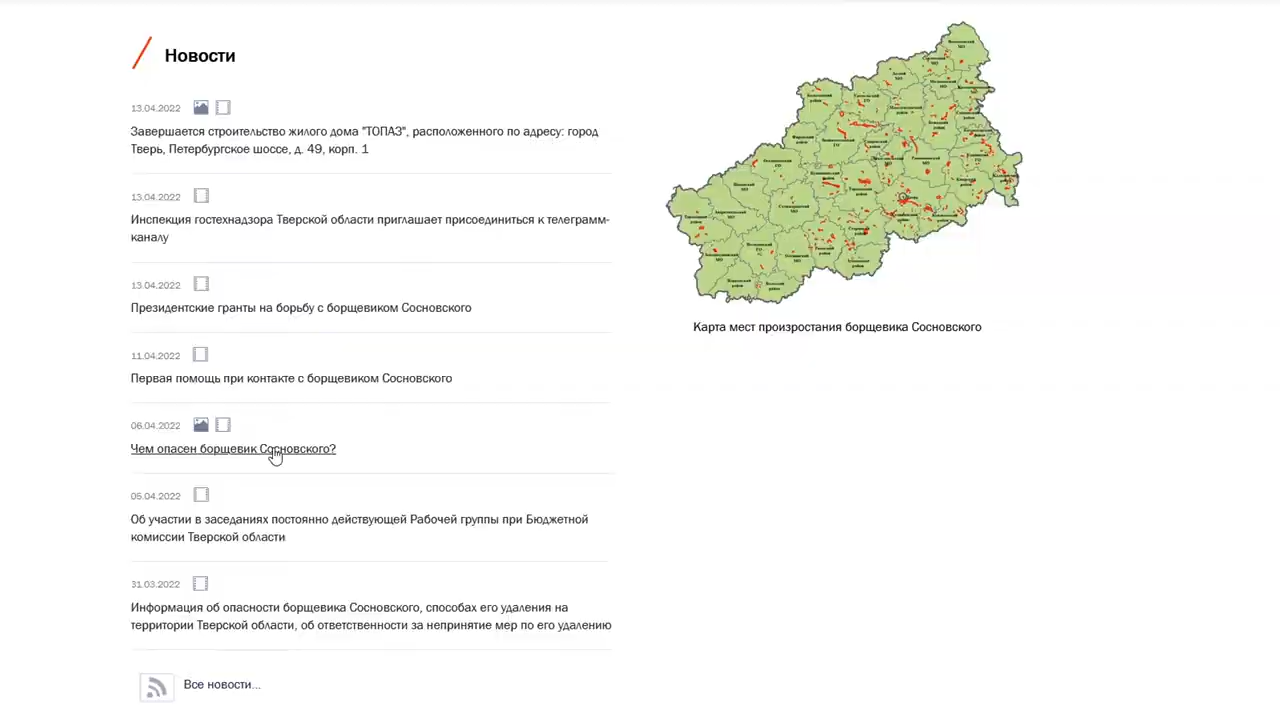 Новости
13.04.2022
Завершается строительство жилого дома "ТОПАЗ", расположенного по адресу: город
Тверь, Петербургское шоссе, д. 49, корп. 1
13.04.2022
Инспекция гостехнадзора Тверской области приглашает присоединиться к телеграмм-
каналу
13.04.2022
Президентские гранты на борьбу с борщевиком Сосновского
11.04.2022
Первая помощь при контакте с борщевиком Сосновского
06.04.2022
Чем опасен борщевик Сосновского?
05.04.2022
Об участии в заседаниях постоянно действующей Рабочей группы при Бюджетной
комиссии Тверской области
31.03.2022
Информация об опасности борщевика Сосновского, способах его удаления на
территории Тверской области, об ответственности за непринятие мер по его удалению
Все новости...
Карта мест произростания борщевика Сосновского